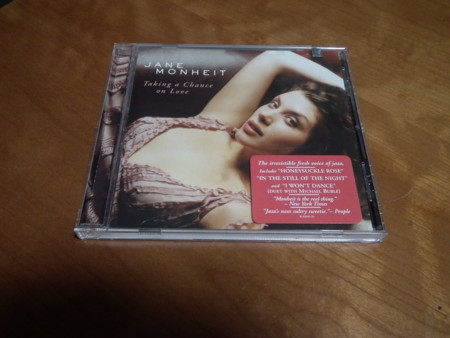 JANE
MONHEIT
Taking a Chance
on Love
The irresistible fresh voice of jazz.
Includes "HONEYSUCKLE ROSE"
"IN THE STILL OF THE NIGHT"
and "I WON'T DANCE"
(DUET WITH MICHAEL BUBLÉ)
"Monheit is the real thing."
– New York Times
"Jazz's most sultry songstress." – People